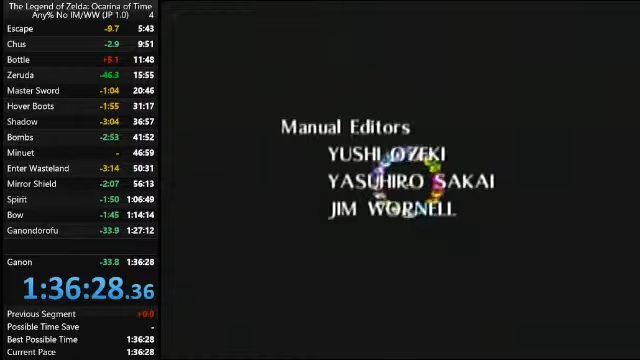 The Legend of Zelda: Ocarina of Time
Any% No IM/WW (JP 1.0) 4
Escape -9.7 5:43
Chus -2.9 9:51
Bottle +5.1 11:48
Zeruda -46.3 15:55
Master Sword -1:04 20:46
Hover Boots -1:55 31:17
Shadow -3:04 36:57
Bombs -2:53 41:52
Minuet - 46:59
Enter Wasteland -3:14 50:31
Mirror Shield -2:07 56:13
Spirit -1:50 1:06:49
Bow -1:45 1:14:14
Ganondorofu -33.9 1:27:12
Ganon -33.8 1:36:28
1:36:28.36
Previous Segment +0.0
Possible Time Save -
Best Possible Time 1:36:28
Current Pace 1:36:28
Manual Editors
YUSHI OZEKI
YASUHIRO SAKAI
JIM WORNELL